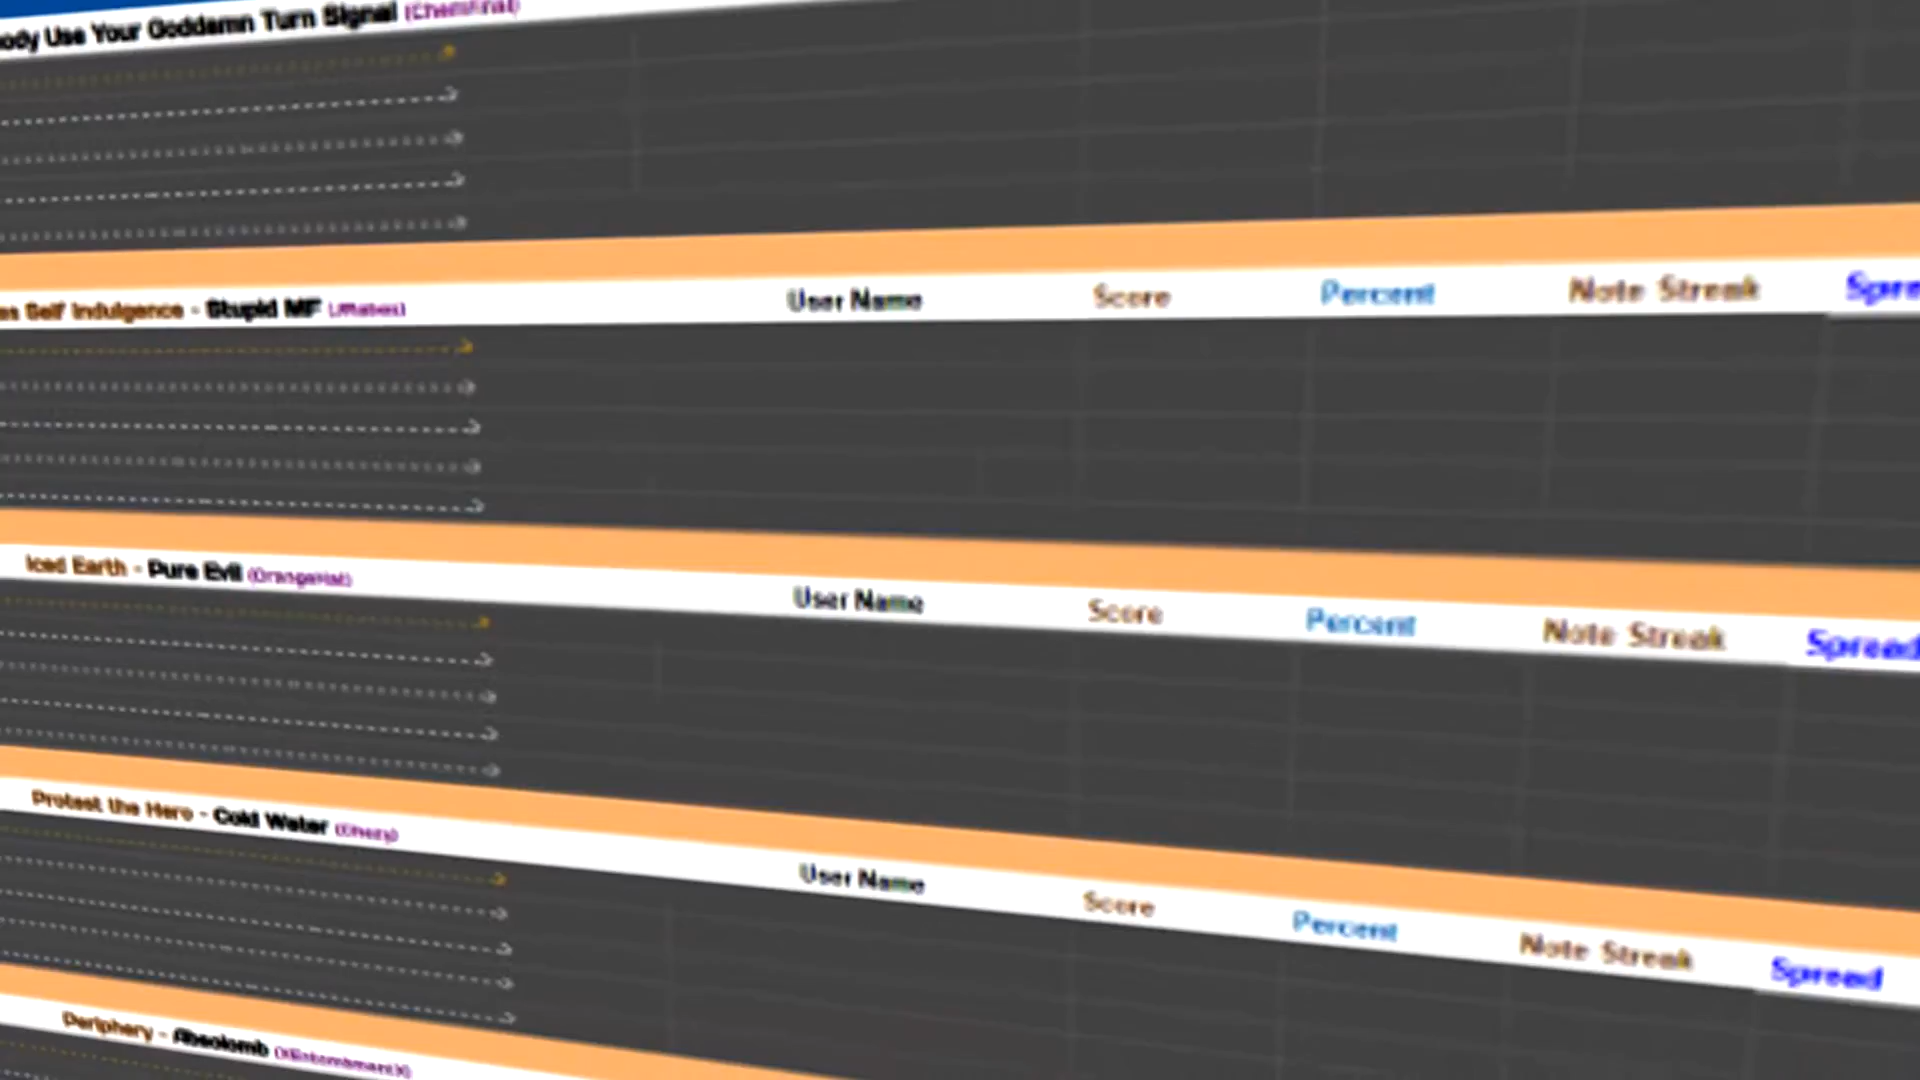 Use Your Goddamn Turn Signal (ChemFinal)
Self Indulgence - Stupid MF User Name Score Percent Note Streak
Iced Earth - Pure Evil (OrangeHat) User Name Score Percent Note Streak Spread
Protest the Hero - Cold Water User Name Score Percent Note Streak Spread
Periphery - Absolomb